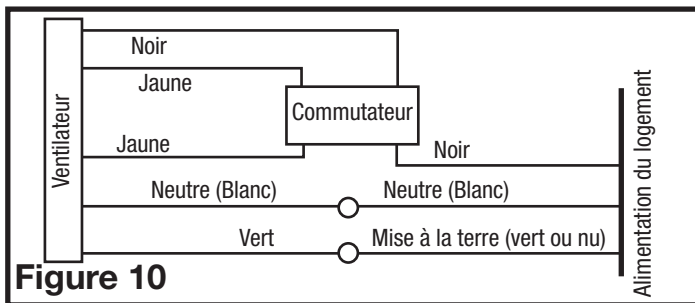 Noir
Jaune
Commutateur
Jaune
Noir
Neutre (Blanc)
Neutre (Blanc)
Vert
Mise à la terre (vert ou nu)
Ventilateur
Alimentation du logement
Figure 10